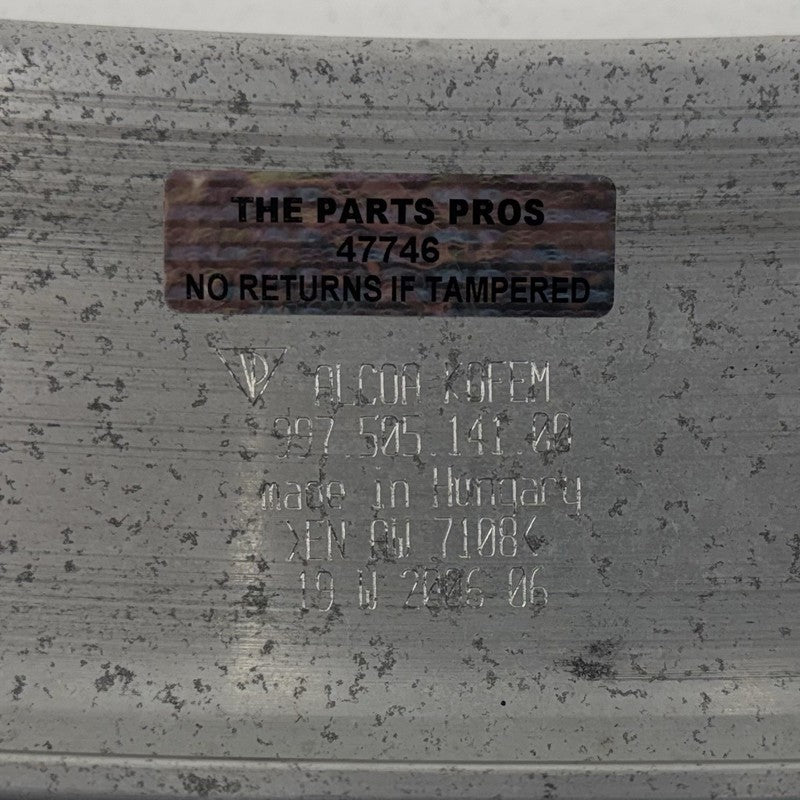 THE PARTS PROS
47746
NO RETURNS IF TAMPERED
ALCOA KOFEM
997.505.141.00
made in Hungary
>EN AW 7108<
19 W 2006 06